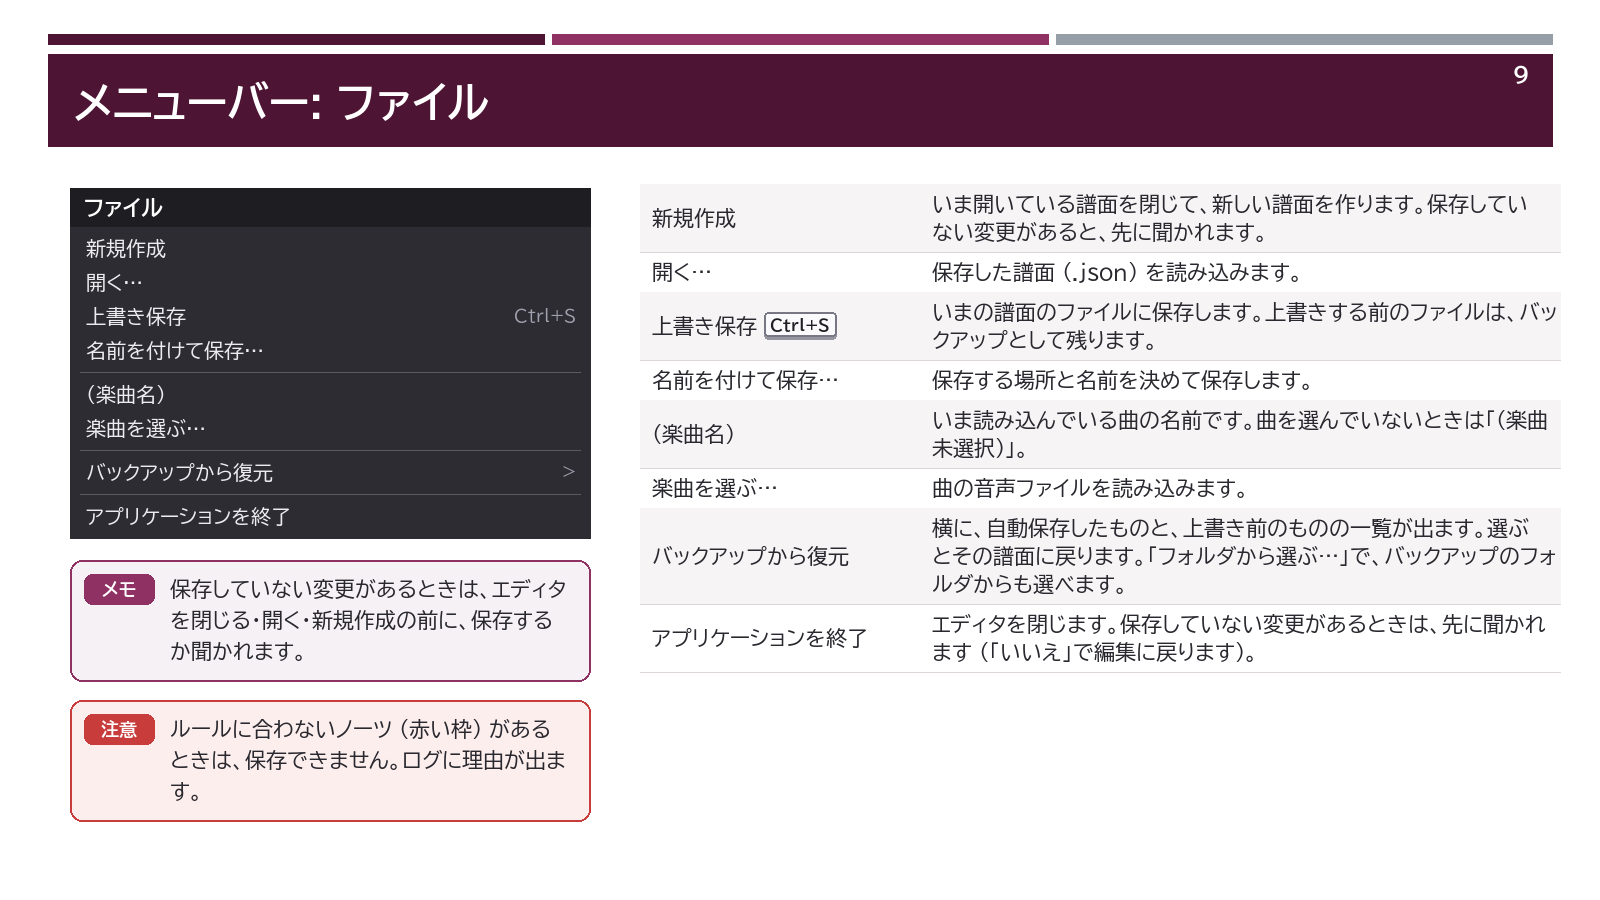 9
メニューバー: ファイル
ファイル
新規作成
開く…
上書き保存 Ctrl+S
名前を付けて保存…
（楽曲名）
楽曲を選ぶ…
バックアップから復元 >
アプリケーションを終了
メモ
保存していない変更があるときは、エディタ
を閉じる・開く・新規作成の前に、保存する
か聞かれます。
注意
ルールに合わないノーツ（赤い枠）がある
ときは、保存できません。ログに理由が出ま
す。
新規作成
いま開いている譜面を閉じて、新しい譜面を作ります。保存してい
ない変更があると、先に聞かれます。
開く…
保存した譜面（.json）を読み込みます。
上書き保存 Ctrl+S
いまの譜面のファイルに保存します。上書きする前のファイルは、バッ
クアップとして残ります。
名前を付けて保存…
保存する場所と名前を決めて保存します。
（楽曲名）
いま読み込んでいる曲の名前です。曲を選んでいないときは「（楽曲
未選択）」。
楽曲を選ぶ…
曲の音声ファイルを読み込みます。
バックアップから復元
横に、自動保存したものと、上書き前のものの一覧が出ます。選ぶ
とその譜面に戻ります。「フォルダから選ぶ…」で、バックアップのフォ
ルダからも選べます。
アプリケーションを終了
エディタを閉じます。保存していない変更があるときは、先に聞かれ
ます（「いいえ」で編集に戻ります）。